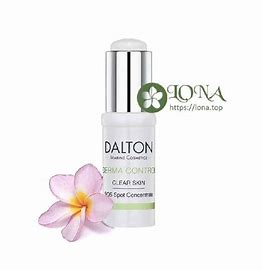 LONA
https://lona.top
DALTON
MARINE COSMETICS
DERMA CONTROL
CLEAR SKIN
SOS Spot Concentrate